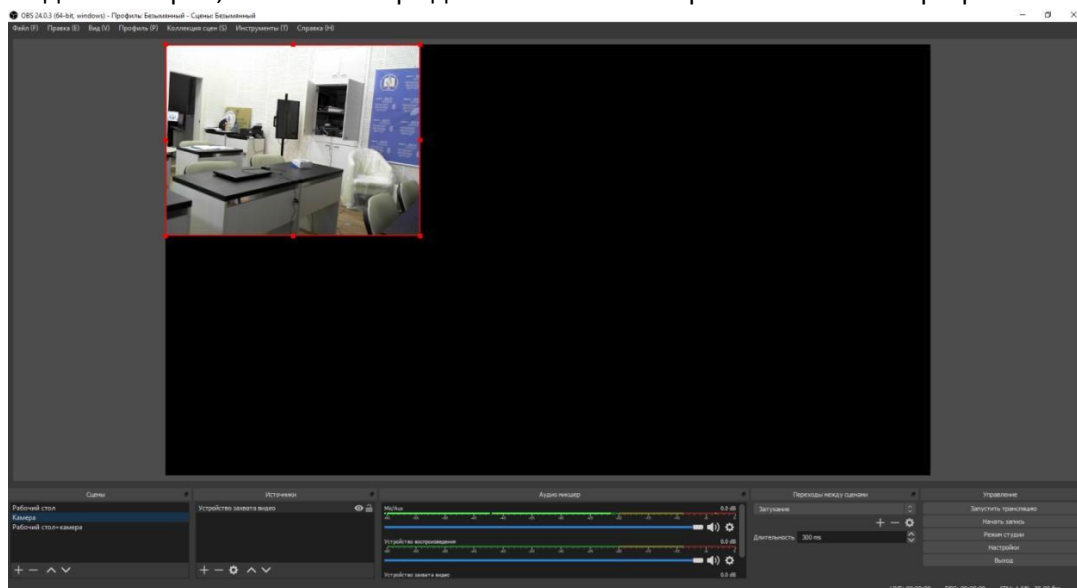 OBS 24.0.3 (64-bit, windows) - Профиль: Безымянный - Сцены: Безымянный
Файл (F) Правка (E) Вид (V) Профиль (P) Коллекция сцен (S) Инструменты (T) Справка (H)
Сцены
Рабочий стол
Камера
Рабочий стол+камера
Источники
Устройство захвата видео
Аудио микшер
Mic/Aux 0.0 dB
Устройство воспроизведения 0.0 dB
Устройство захвата видео 0.0 dB
Переходы между сценами
Затухание
Длительность 300 ms
Управление
Запустить трансляцию
Начать запись
Режим студии
Настройки
Выход